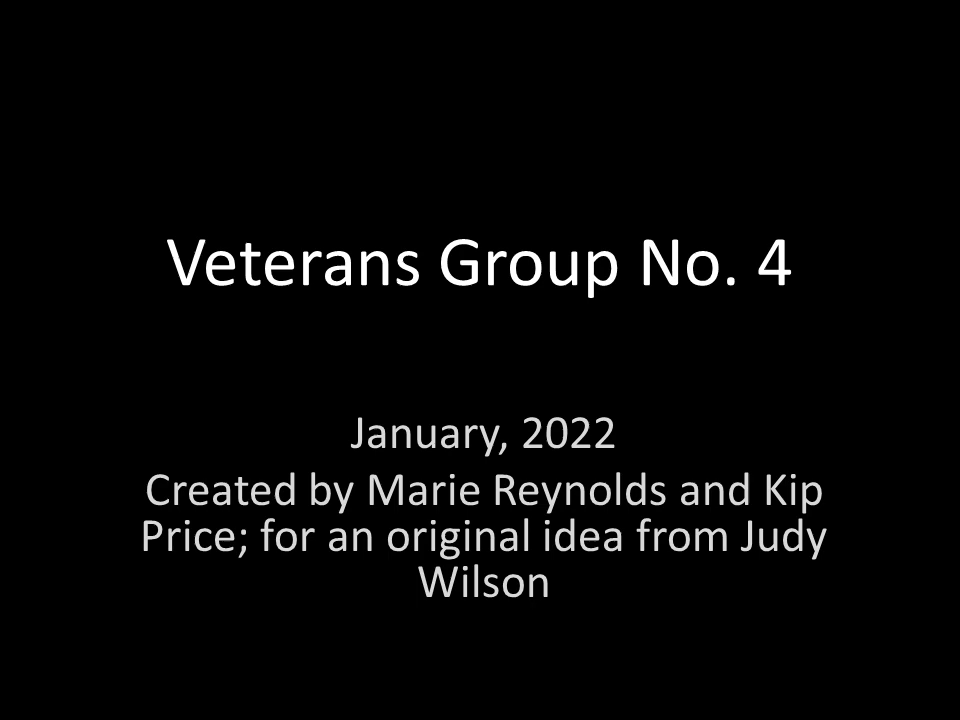 Veterans Group No. 4
January, 2022
Created by Marie Reynolds and Kip
Price; for an original idea from Judy
Wilson